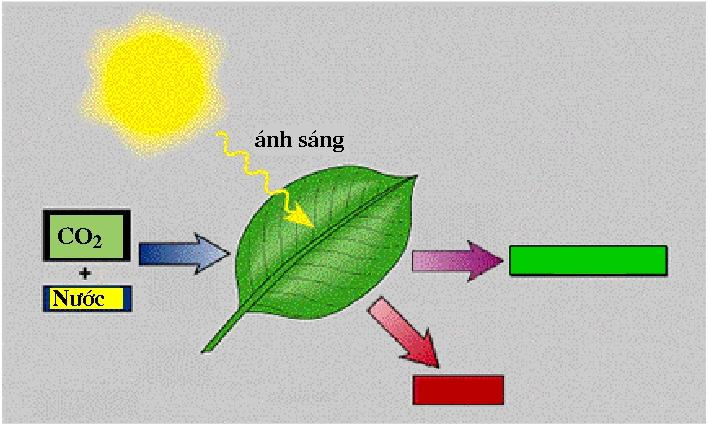 ánh sáng
CO₂
+
Nước